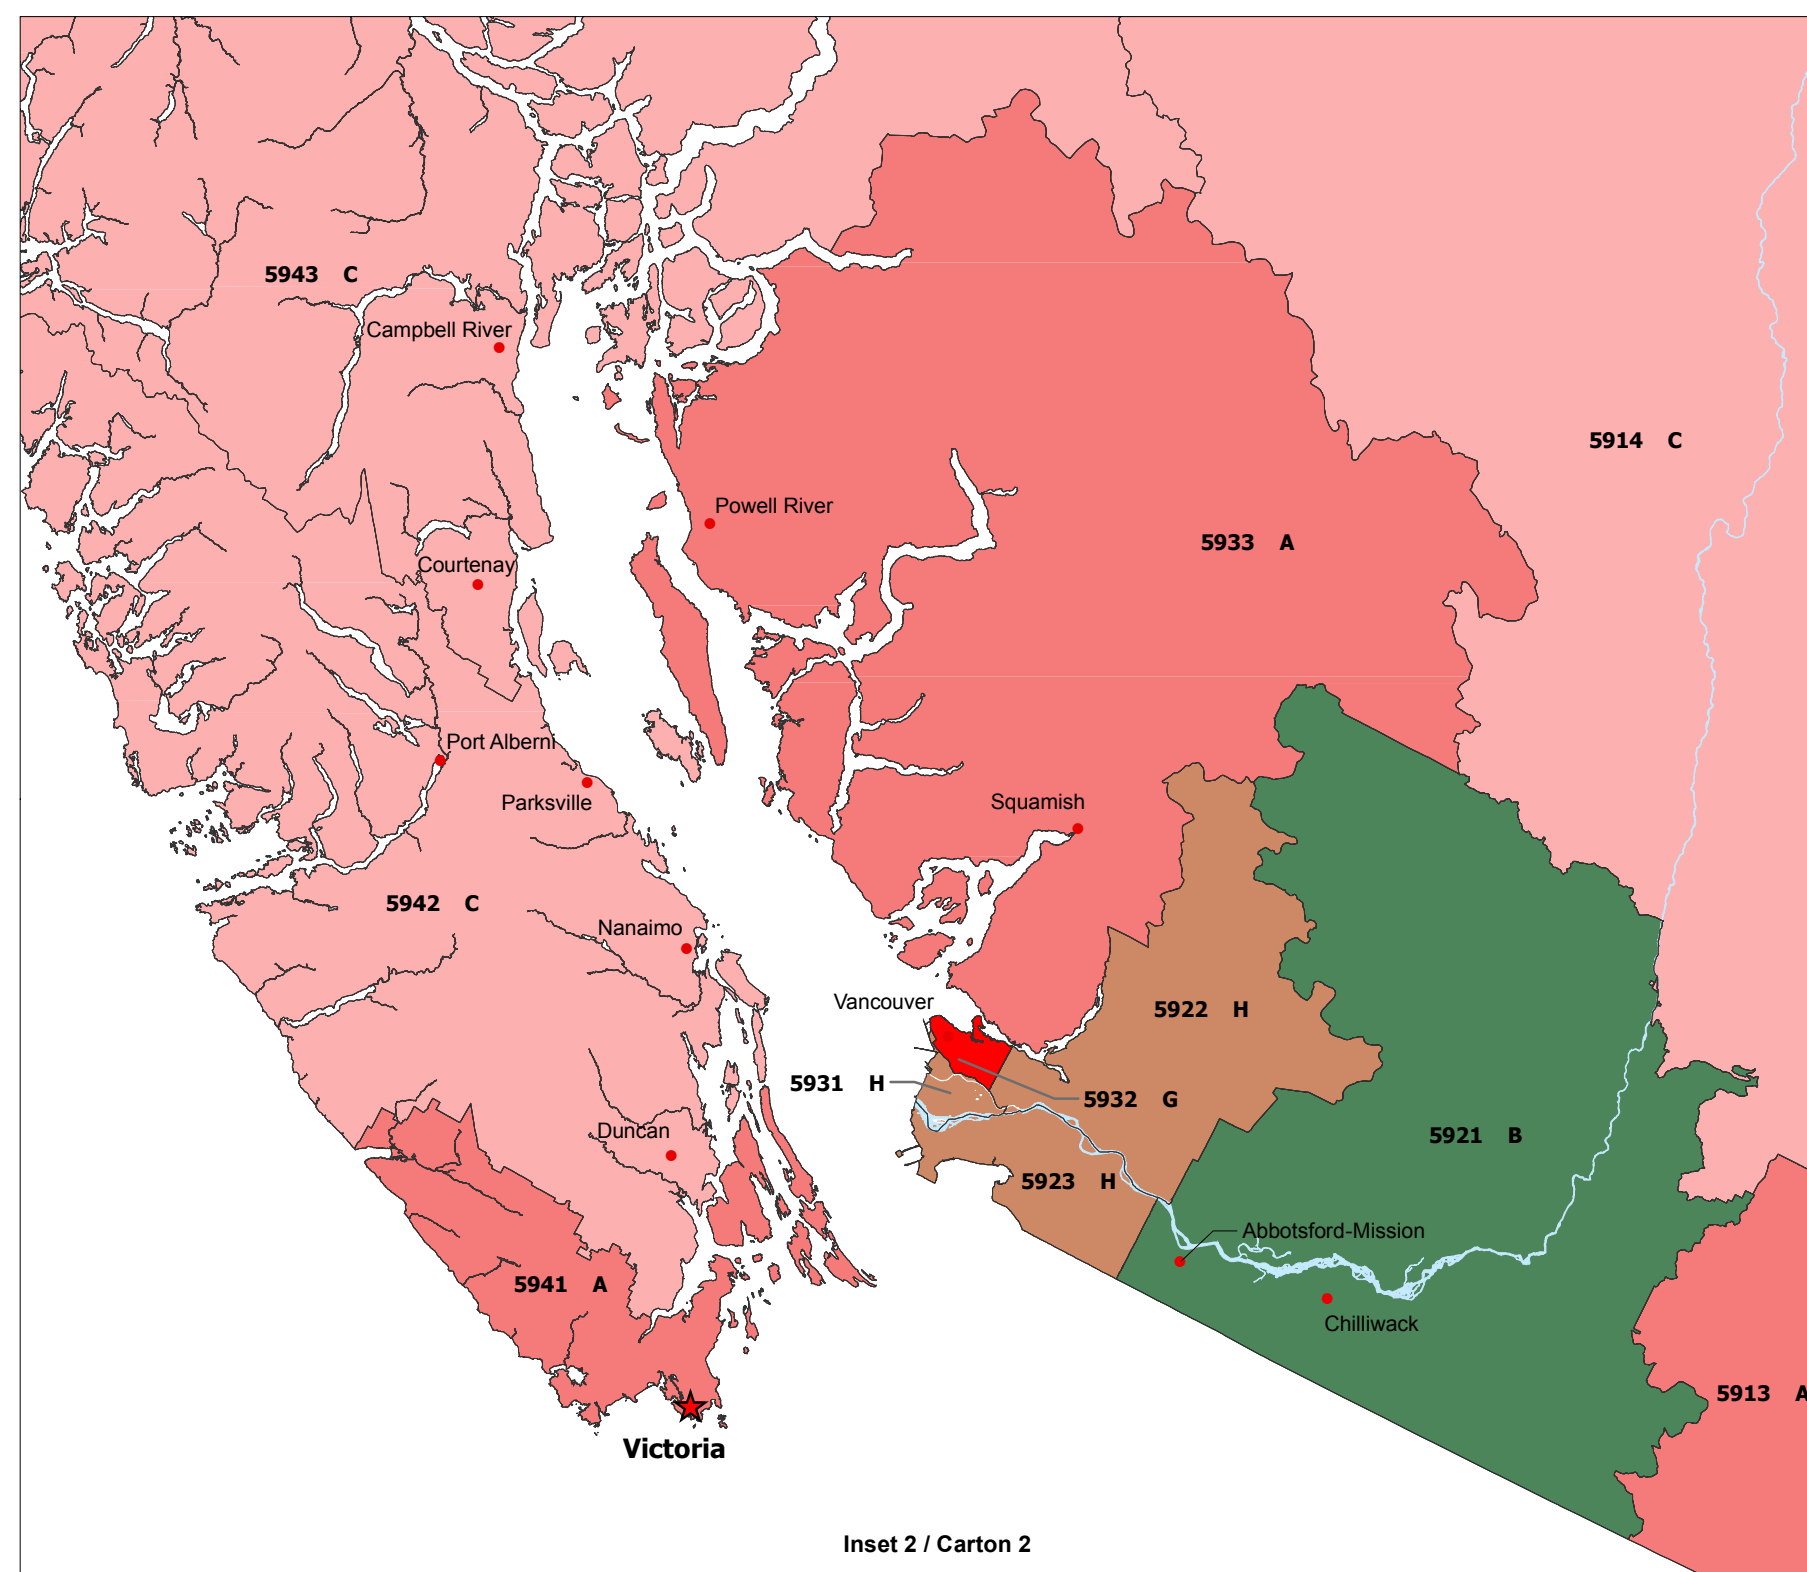 5943 C
Campbell River
5914 C
Powell River
5933 A
Courtenay
Port Alberni
Parksville
Squamish
5942 C
Nanaimo
Vancouver
5922 H
5931 H
5932 G
Duncan
5921 B
5923 H
Abbotsford-Mission
5941 A
Chilliwack
5913 A
Victoria
Inset 2 / Carton 2